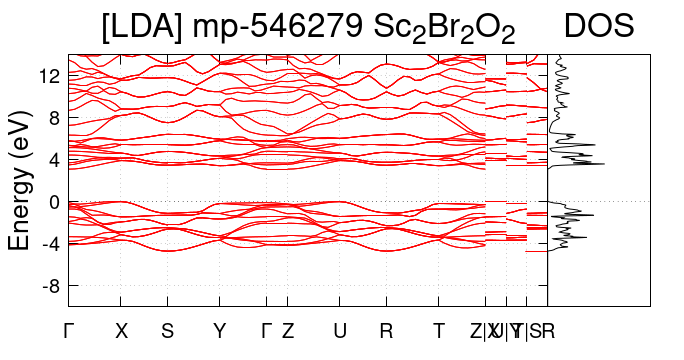 [LDA] mp-546279 Sc₂Br₂O₂ DOS
Energy (eV)
12
8
4
0
-4
-8
Γ X S Y Γ Z U R T Z|X U|Y T|S R